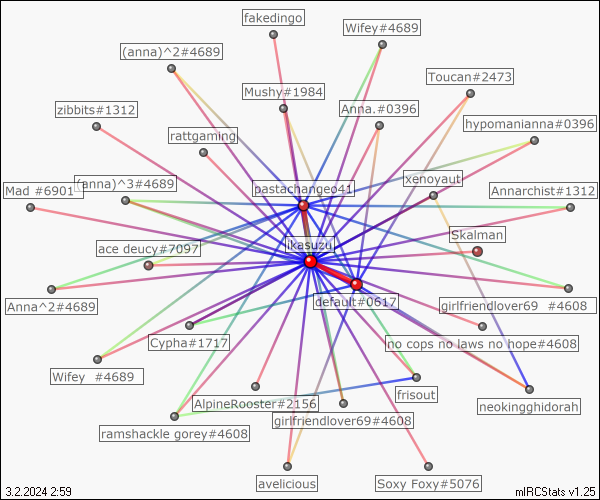 fakedingo
Wifey#4689
(anna)^2#4689
Toucan#2473
Mushy#1984
Anna.#0396
zibbits#1312
hypomanianna#0396
rattgaming
xenoyaut
Mad #6901
(anna)^3#4689
pastachangeo41
Annarchist#1312
Skalman
ikasuzu
ace deucy#7097
Anna^2#4689
default#0617
girlfriendlover69 #4608
Cypha#1717
no cops no laws no hope#4608
Wifey #4689
AlpineRooster#2156
frisout
neokingghidorah
girlfriendlover69#4608
ramshackle gorey#4608
avelicious
Soxy Foxy#5076
3.2.2024 2:59
mIRCStats v1.25